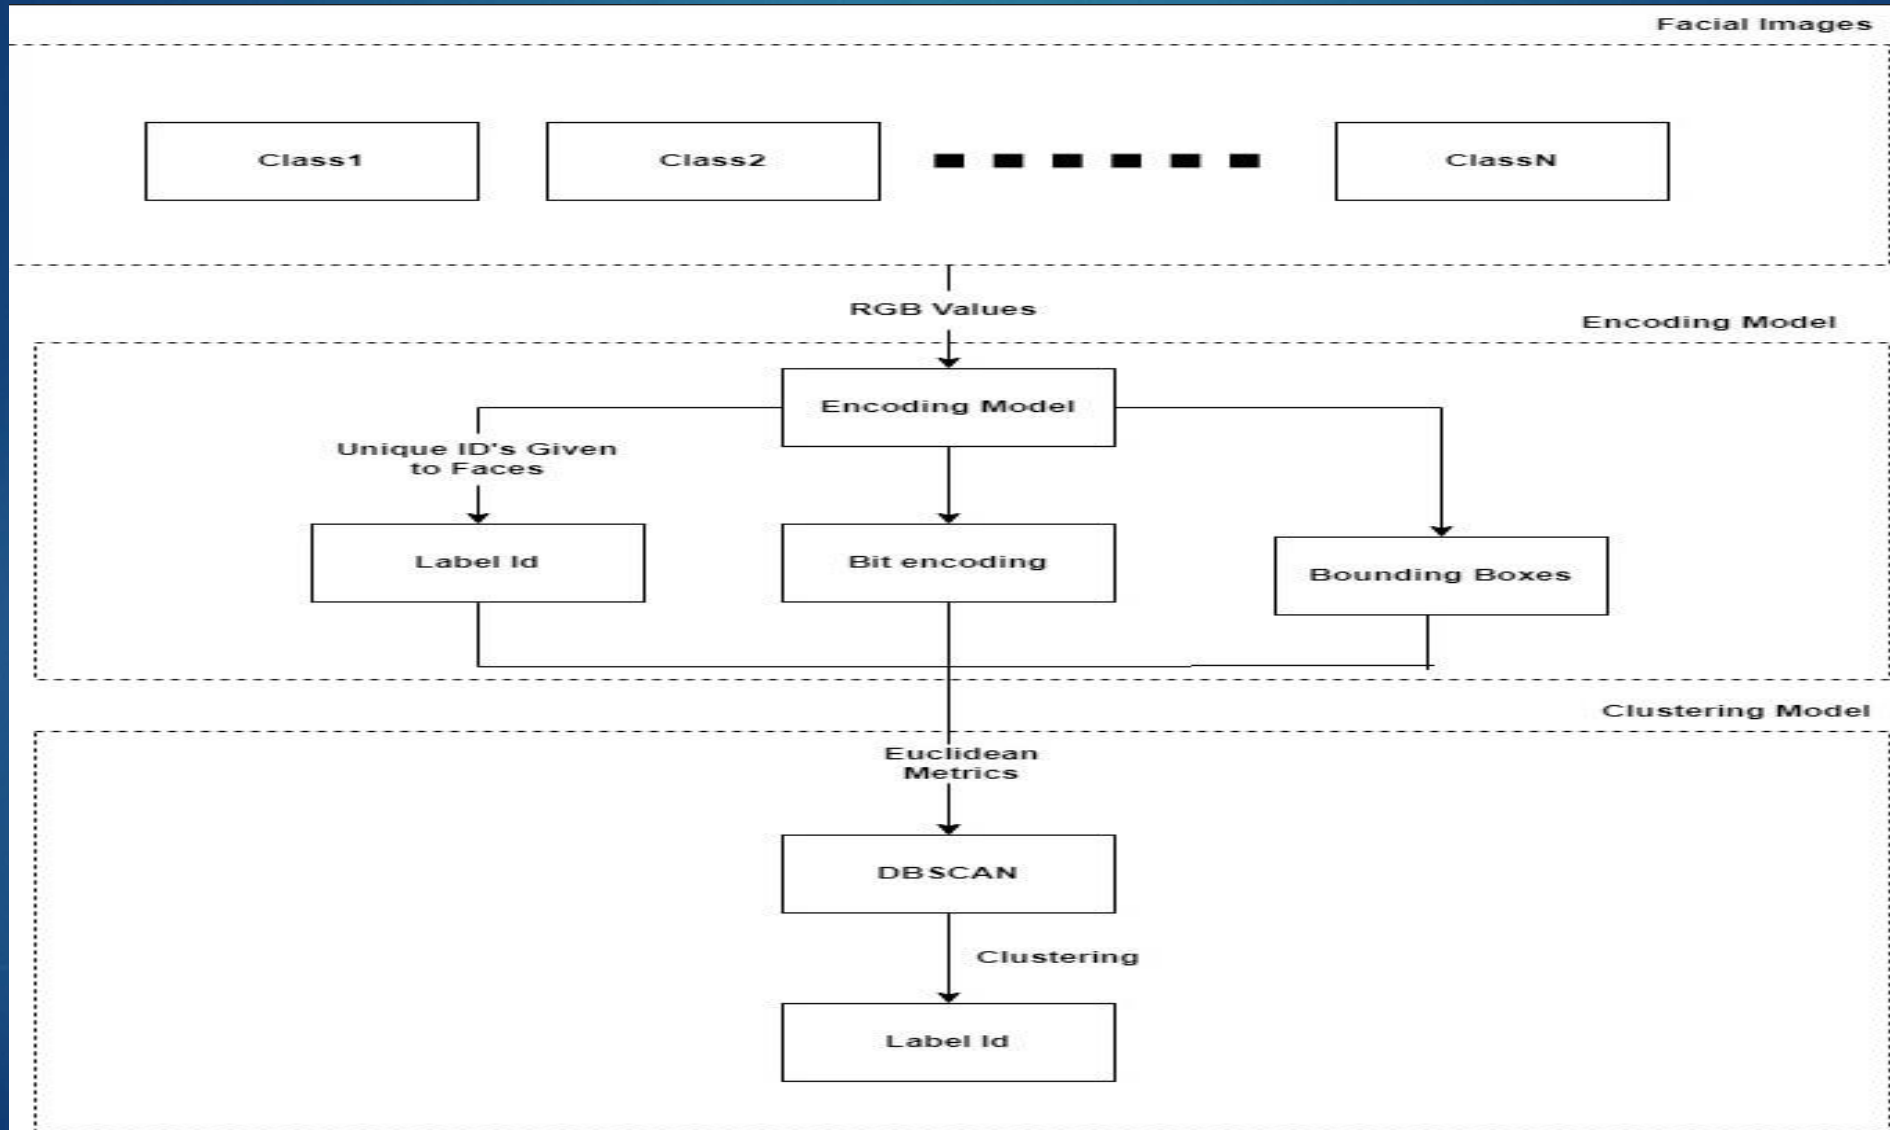 Facial Images
Class1
Class2
ClassN
RGB Values
Encoding Model
Encoding Model
Unique ID's Given
to Faces
Label Id
Bit encoding
Bounding Boxes
Clustering Model
Euclidean
Metrics
DBSCAN
Clustering
Label Id